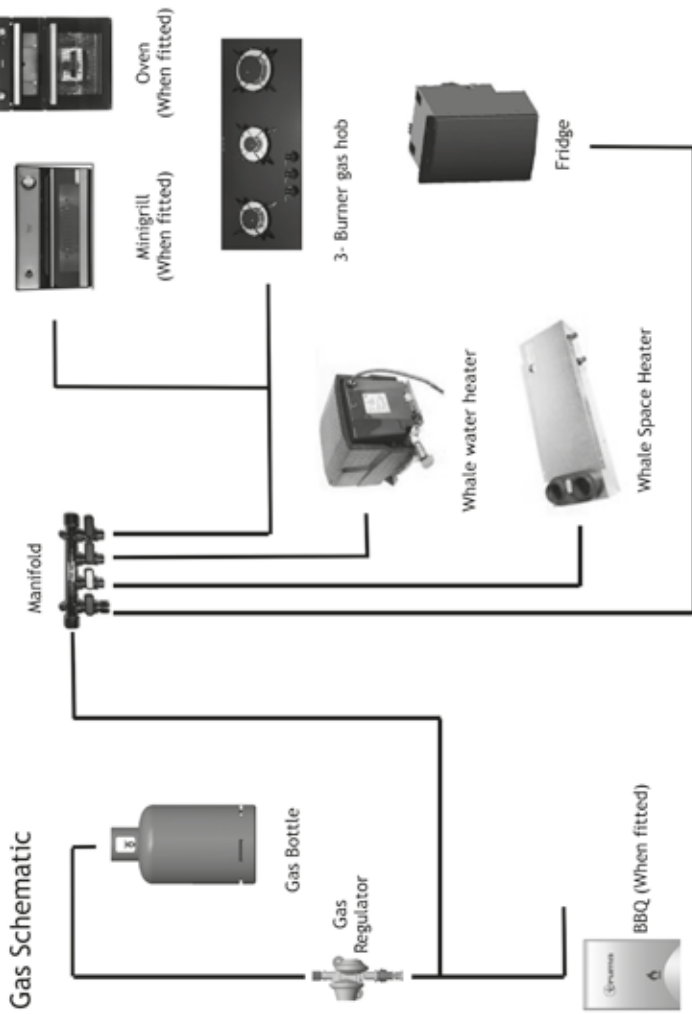 Gas Schematic
Gas Bottle
Gas
Regulator
BBQ (When fitted)
Truma
Manifold
Minigrill
(When fitted)
Oven
(When fitted)
3- Burner gas hob
Whale water heater
Whale Space Heater
Fridge